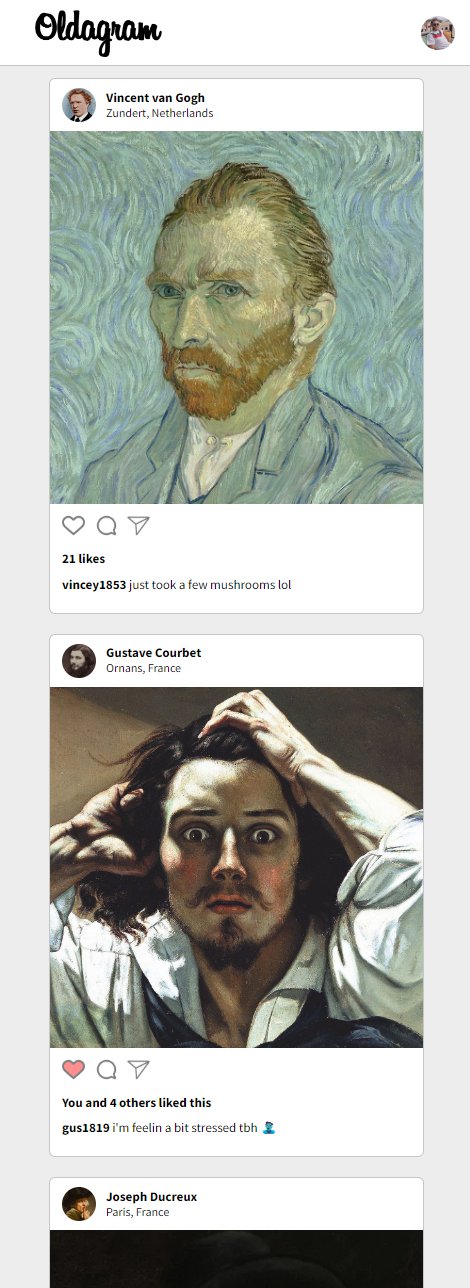 Oldagram
Vincent van Gogh
Zundert, Netherlands
21 likes
vincey1853 just took a few mushrooms lol
Gustave Courbet
Ornans, France
You and 4 others liked this
gus1819 i'm feelin a bit stressed tbh
Joseph Ducreux
Paris, France